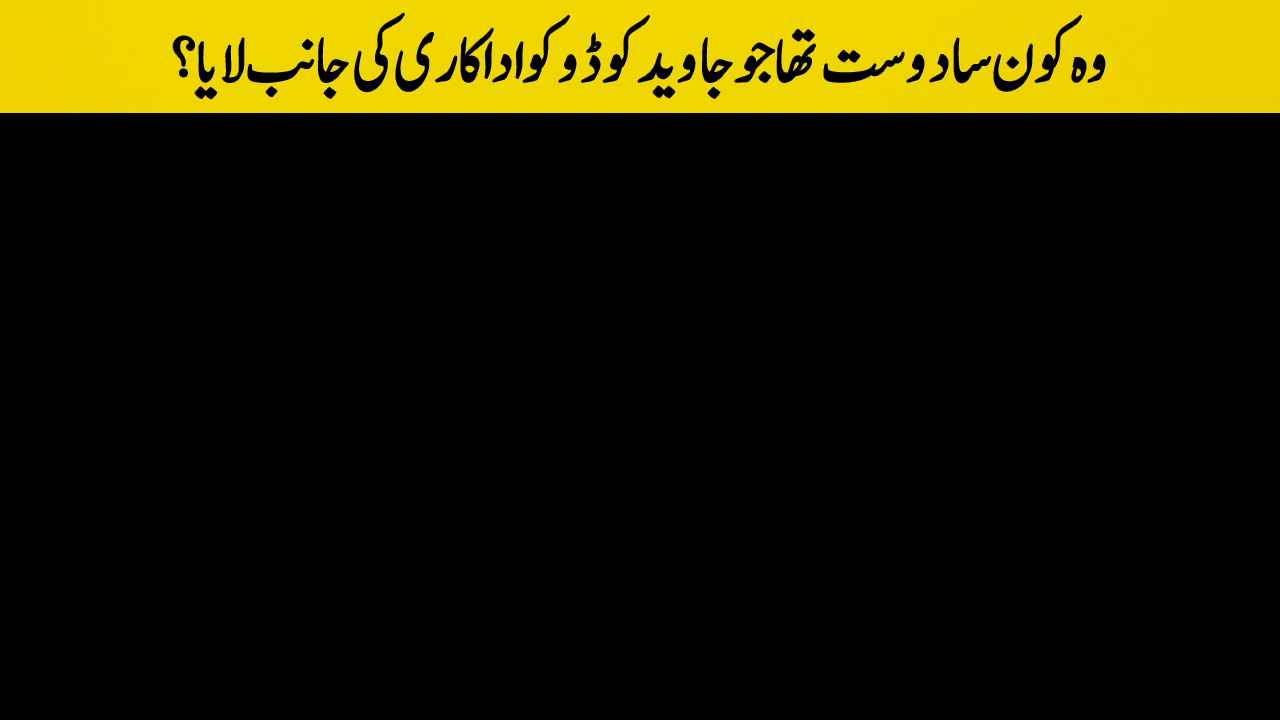 وہ کون سا دوست تھا جو جاوید کوڈو کو اداکاری کی جانب لایا؟